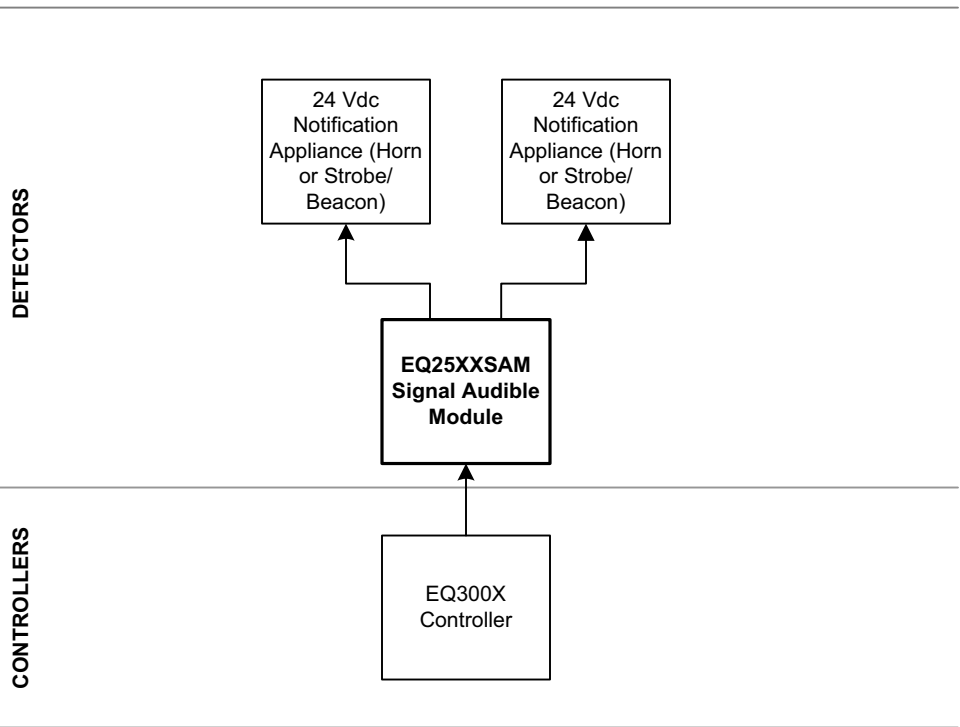 DETECTORS
24 Vdc
Notification
Appliance (Horn
or Strobe/
Beacon)
24 Vdc
Notification
Appliance (Horn
or Strobe/
Beacon)
EQ25XXSAM
Signal Audible
Module
CONTROLLERS
EQ300X
Controller